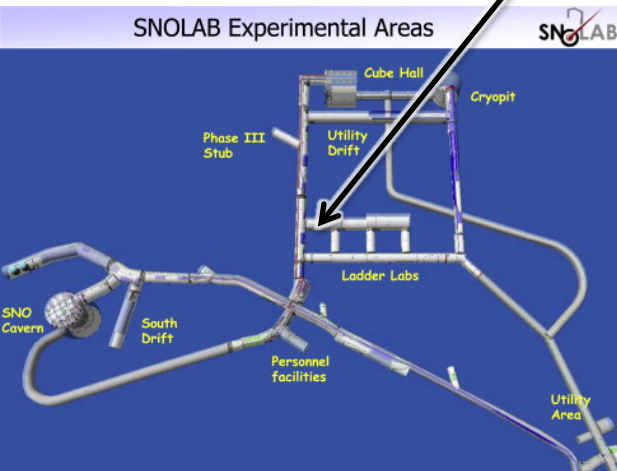 SNOLAB Experimental Areas
SNOLAB
Cube Hall
Cryopit
Phase III
Stub
Utility
Drift
Ladder Labs
SNO
Cavern
South
Drift
Personnel
facilities
Utility
Area